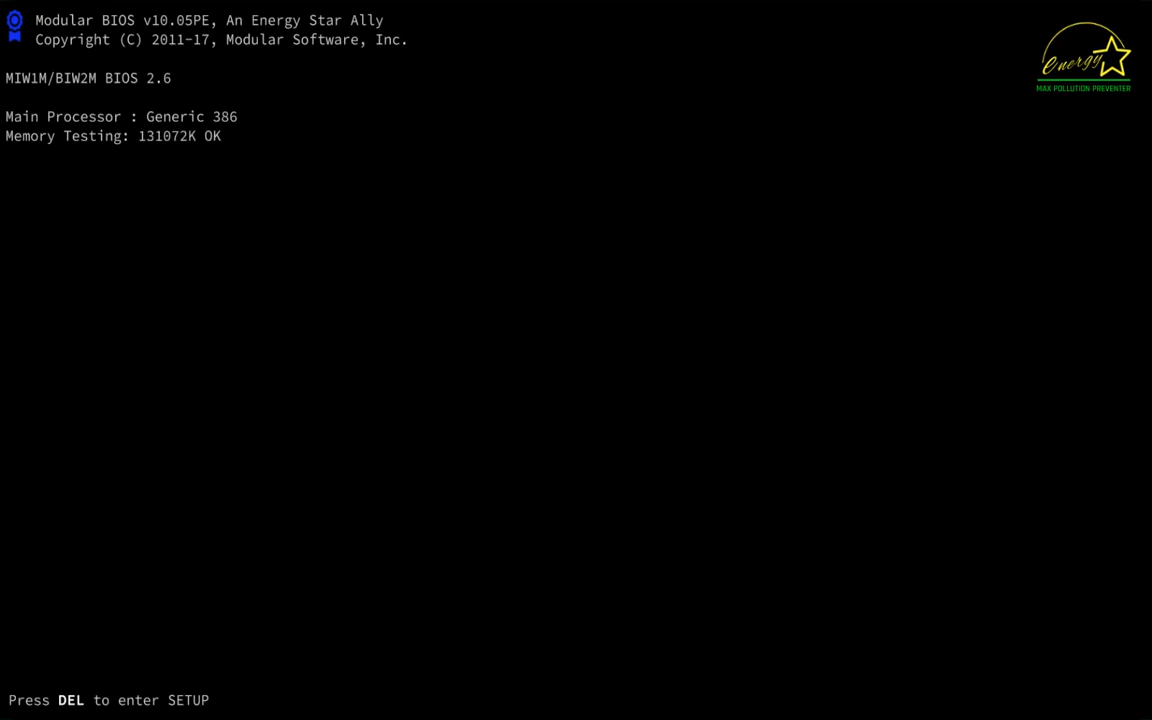 Modular BIOS v10.05PE, An Energy Star Ally
Copyright (C) 2011-17, Modular Software, Inc.
energy
MAX POLLUTION PREVENTER
MIW1M/BIW2M BIOS 2.6
Main Processor : Generic 386
Memory Testing: 131072K OK
Press DEL to enter SETUP